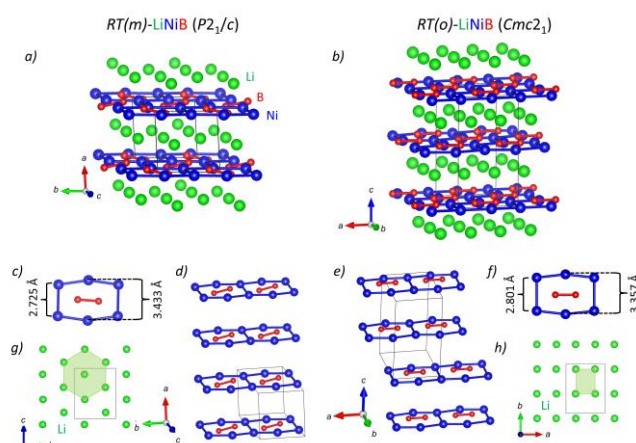 RT(m)-LiNiB (P2₁/c)
RT(o)-LiNiB (Cmc2₁)
a)
Li
B
Ni
a
b
c
b)
c
a
b
c)
2.725 Å
3.433 Å
d)
e)
f)
2.801 Å
3.357 Å
g)
Li
c
a
b
c
c
a
b
h)
Li
b
a